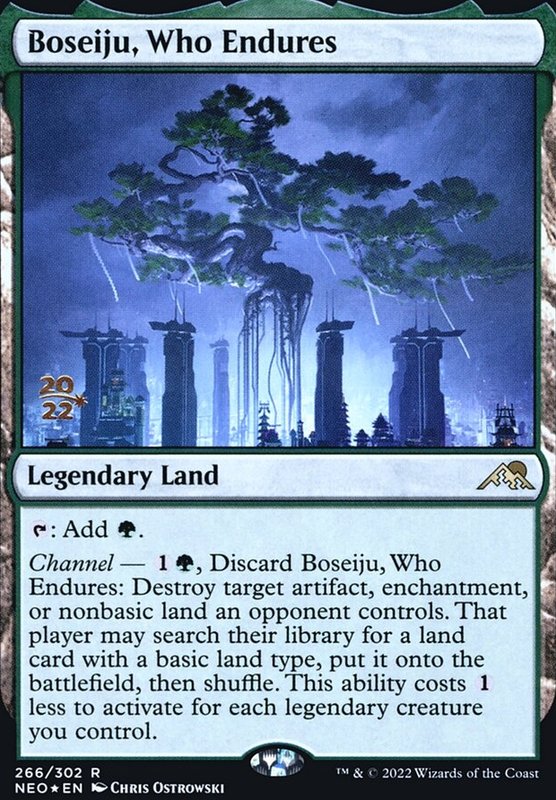 Boseiju, Who Endures
20
22
Legendary Land
: Add .
Channel — 1 , Discard Boseiju, Who
Endures: Destroy target artifact, enchantment,
or nonbasic land an opponent controls. That
player may search their library for a land
card with a basic land type, put it onto the
battlefield, then shuffle. This ability costs 1
less to activate for each legendary creature
you control.
266/302 R
NEO★EN Chris Ostrowski
™ & © 2022 Wizards of the Coast